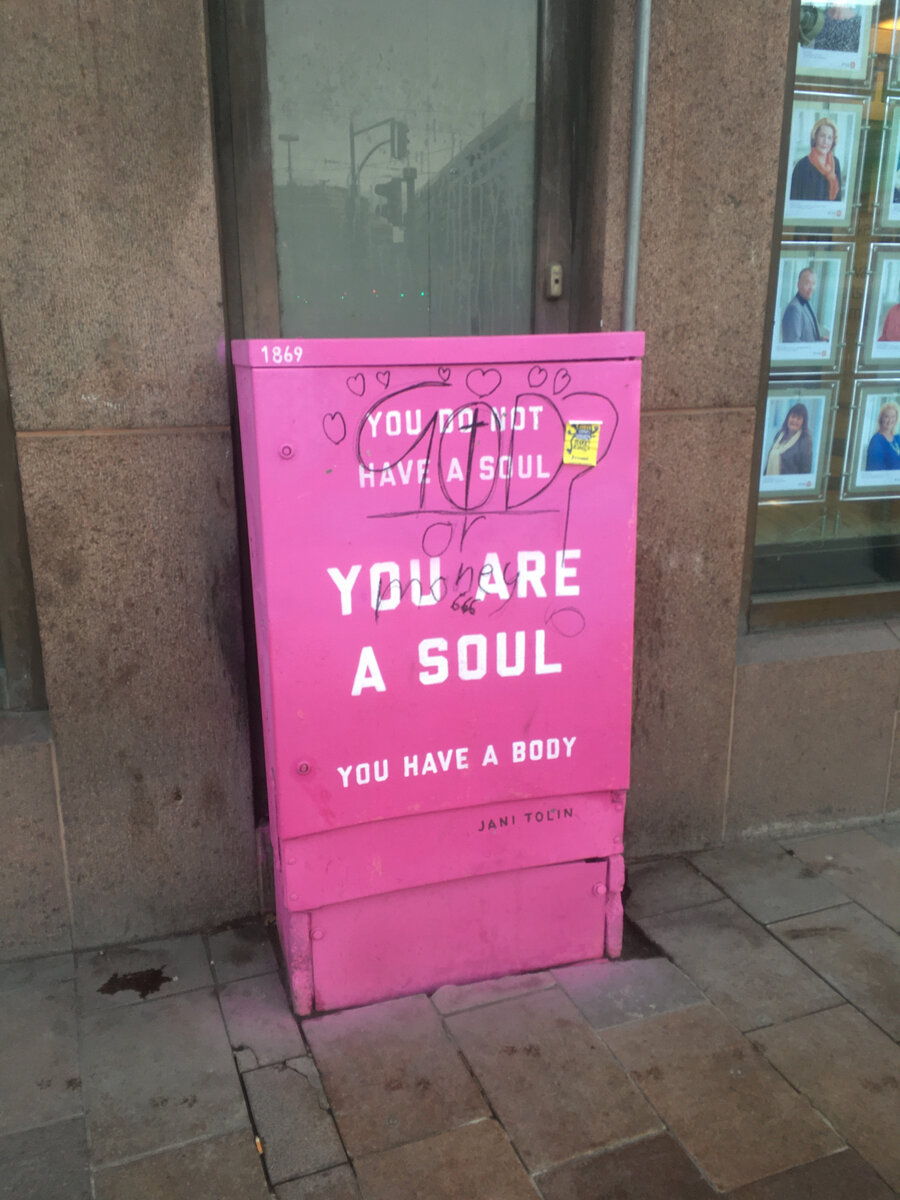 1869
YOU DO NOT
GOD?
HAVE A SOUL
or
YOU ARE
money
666
A SOUL
YOU HAVE A BODY
JANI TOLIN